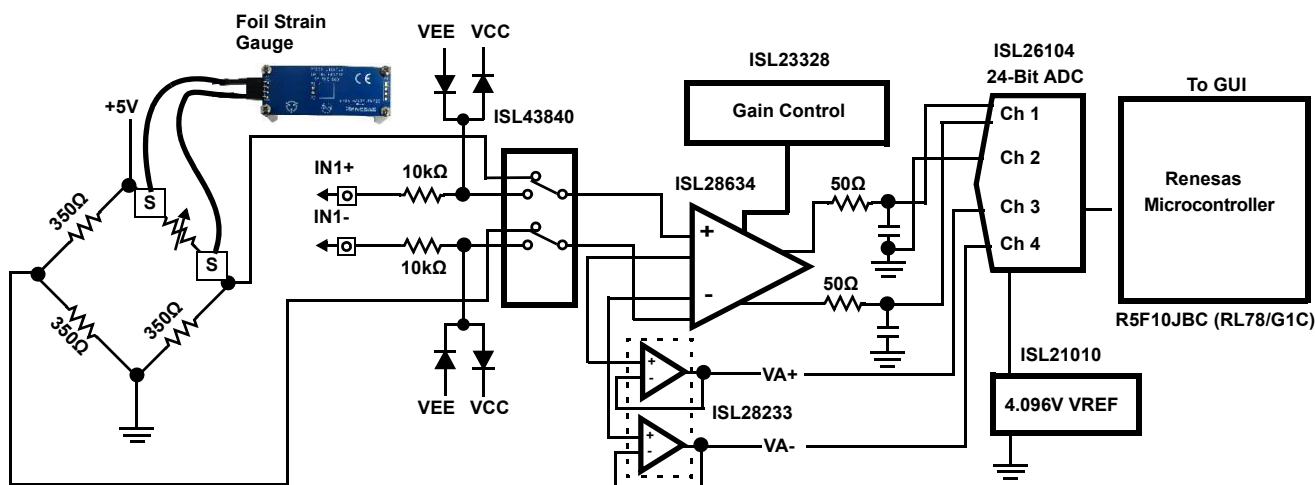 Foil Strain
Gauge
+5V
S
S
350Ω
350Ω
350Ω
VEE
VCC
IN1+
10kΩ
IN1-
10kΩ
VEE
VCC
ISL43840
ISL23328
Gain Control
ISL28634
+
-
50Ω
50Ω
+
-
VA+
ISL28233
+
-
VA-
ISL26104
24-Bit ADC
Ch 1
Ch 2
Ch 3
Ch 4
ISL21010
4.096V VREF
To GUI
Renesas
Microcontroller
R5F10JBC (RL78/G1C)
RENESAS
CE